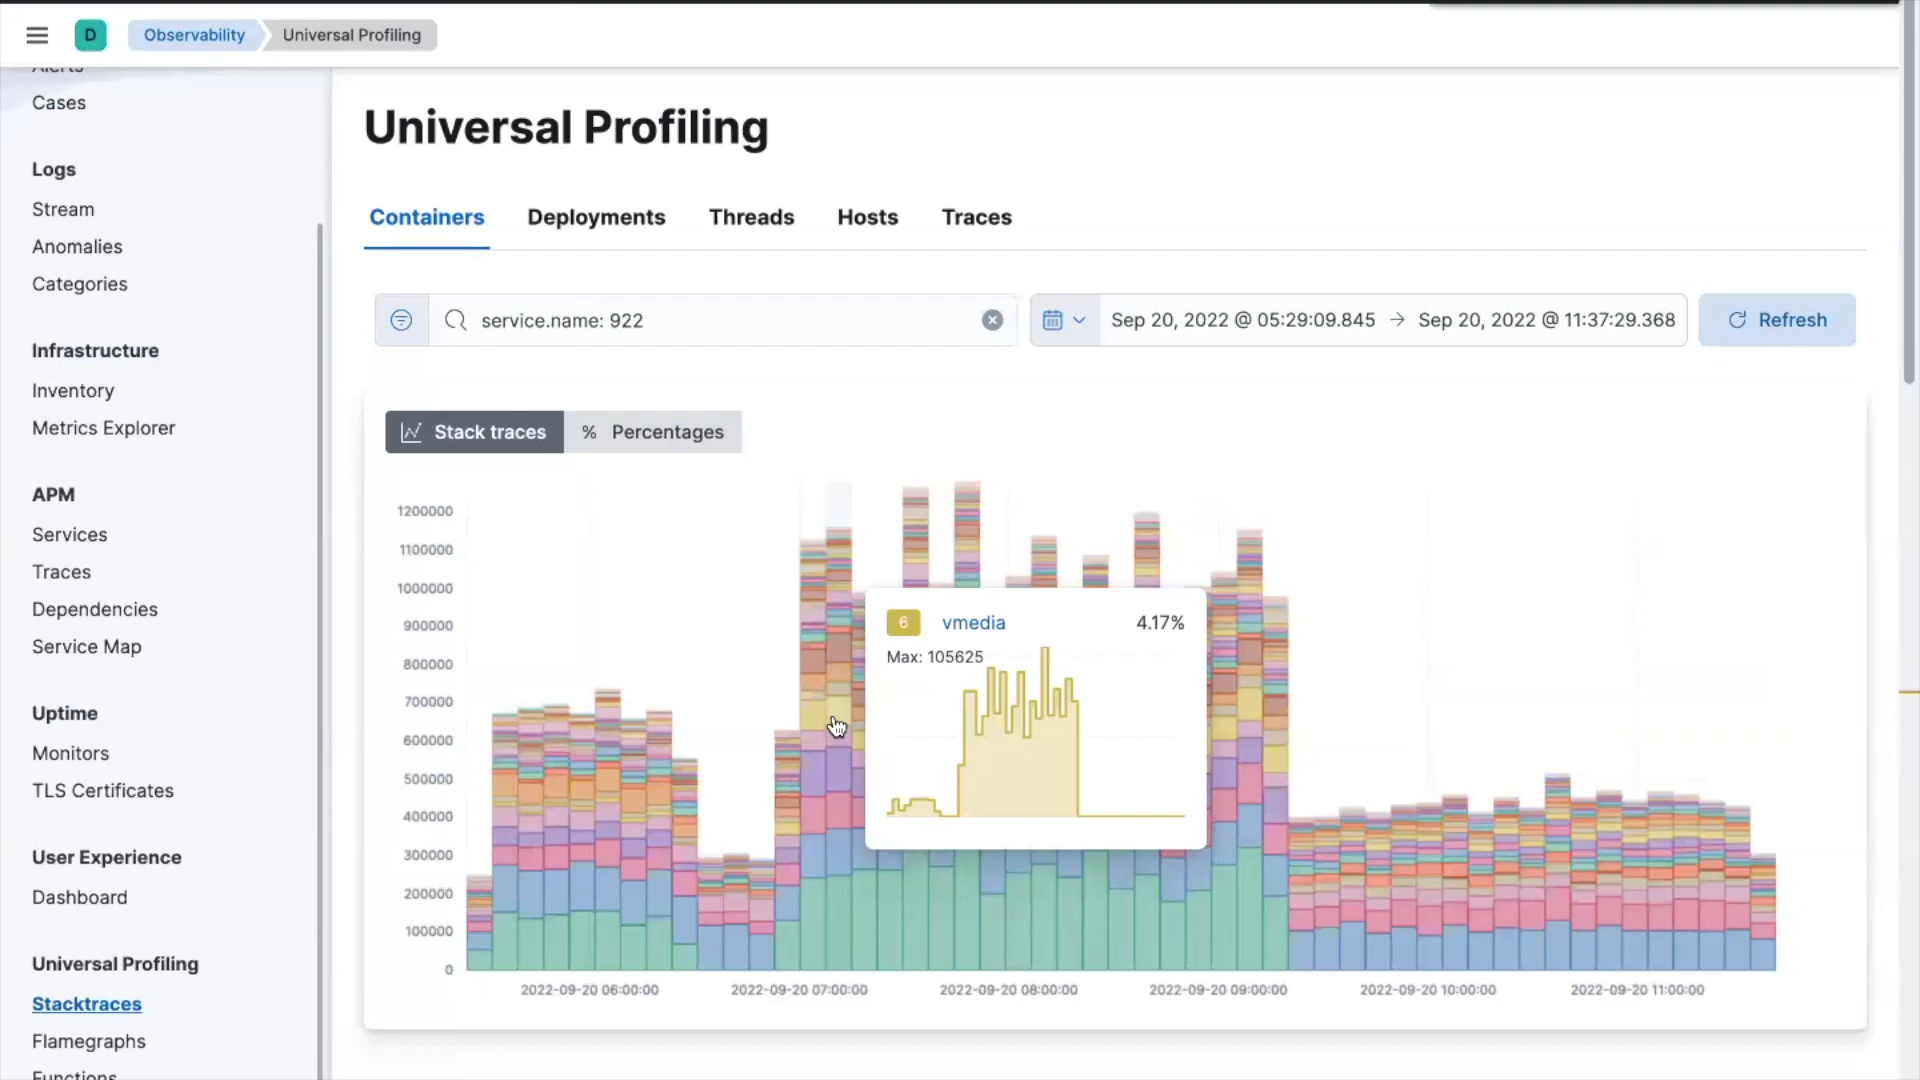 D
Observability
Universal Profiling
Alerts
Cases
Logs
Stream
Anomalies
Categories
Infrastructure
Inventory
Metrics Explorer
APM
Services
Traces
Dependencies
Service Map
Uptime
Monitors
TLS Certificates
User Experience
Dashboard
Universal Profiling
Stacktraces
Flamegraphs
Functions
Universal Profiling
Containers Deployments Threads Hosts Traces
service.name: 922
Sep 20, 2022 @ 05:29:09.845 → Sep 20, 2022 @ 11:37:29.368
Refresh
Stack traces % Percentages
1200000
1100000
1000000
900000
800000
700000
600000
500000
400000
300000
200000
100000
0
6 vmedia 4.17%
Max: 105625
2022-09-20 06:00:00 2022-09-20 07:00:00 2022-09-20 08:00:00 2022-09-20 09:00:00 2022-09-20 10:00:00 2022-09-20 11:00:00